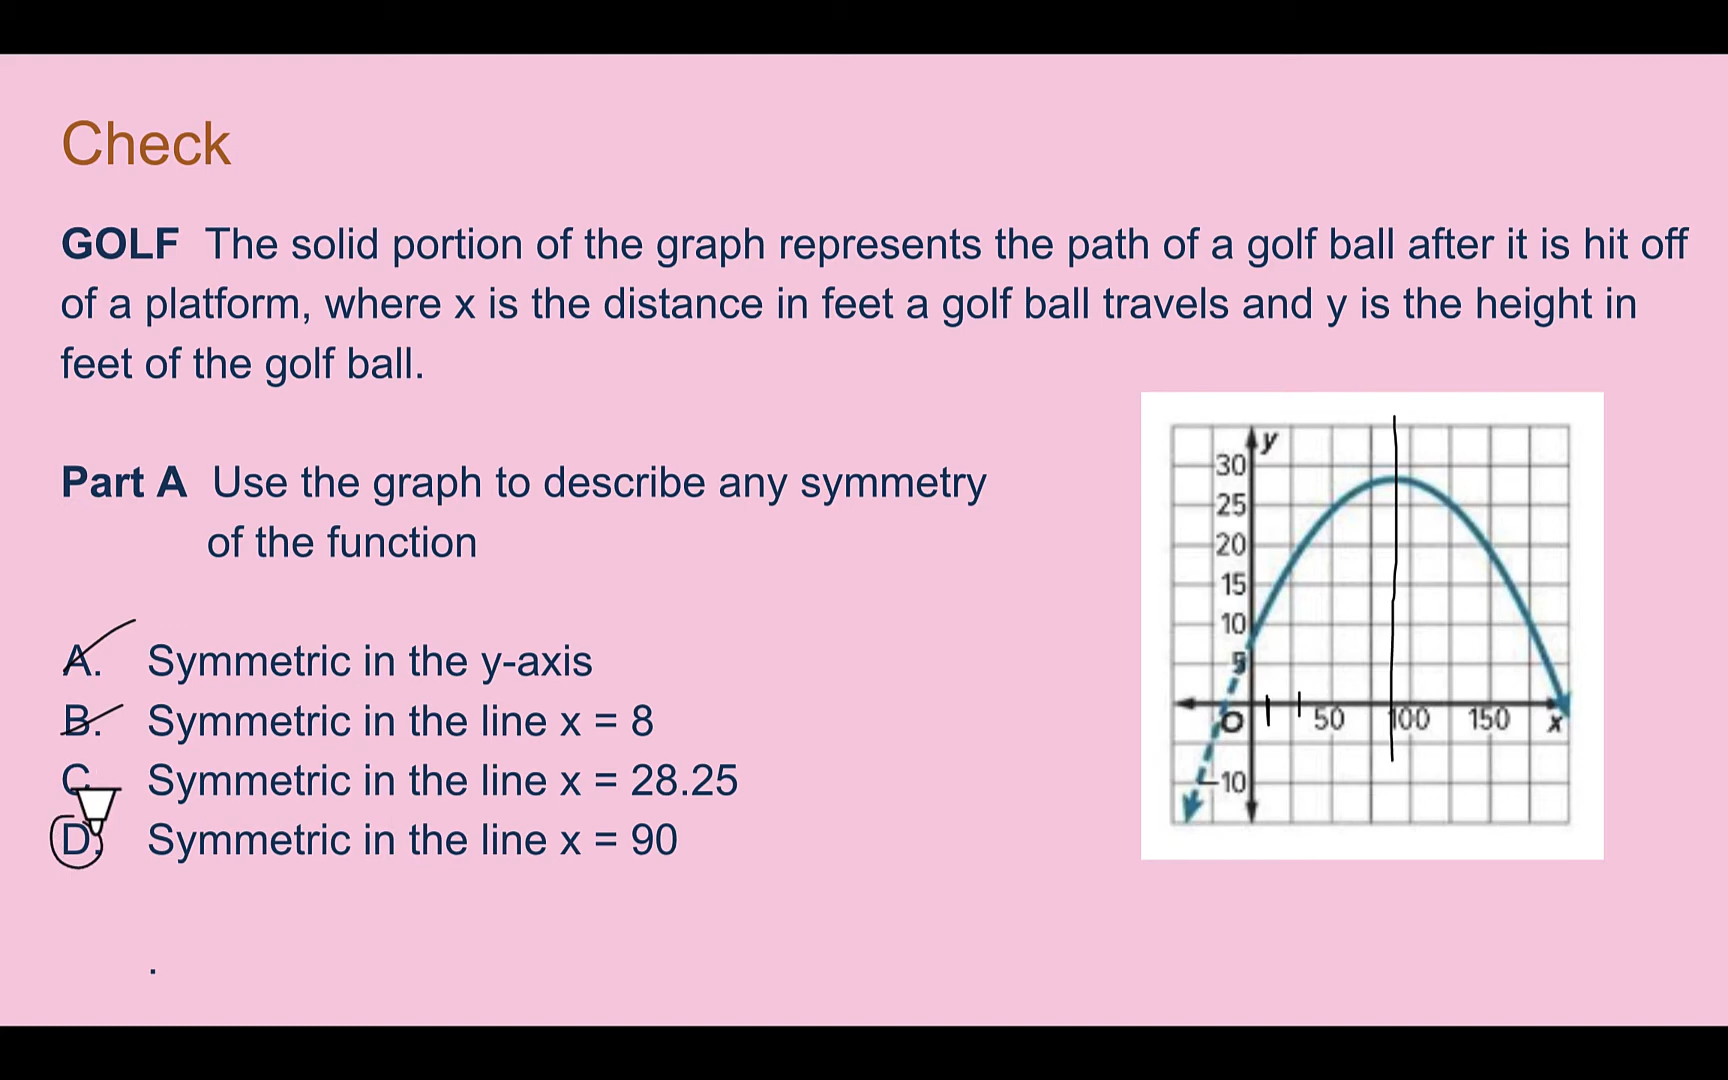 Check
GOLF The solid portion of the graph represents the path of a golf ball after it is hit off
of a platform, where x is the distance in feet a golf ball travels and y is the height in
feet of the golf ball.
Part A Use the graph to describe any symmetry
of the function
A. Symmetric in the y-axis
B. Symmetric in the line x = 8
C. Symmetric in the line x = 28.25
D. Symmetric in the line x = 90
.
y
30
25
20
15
10
5
O 50 100 150 x
-10